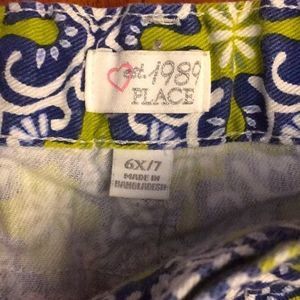 est. 1989
PLACE
6X/7
MADE IN
BANGLADESH